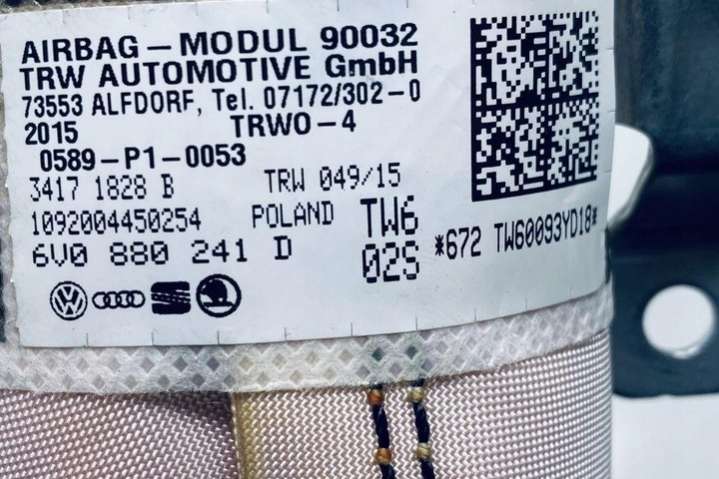 AIRBAG – MODUL 90032
TRW AUTOMOTIVE GmbH
73553 ALFDORF, Tel. 07172/302-0
2015 TRWO-4
0589-P1-0053
3417 1828 B TRW 049/15
1092004450254 POLAND TW6
6V0 880 241 D 02S *672 TW60093YD18*